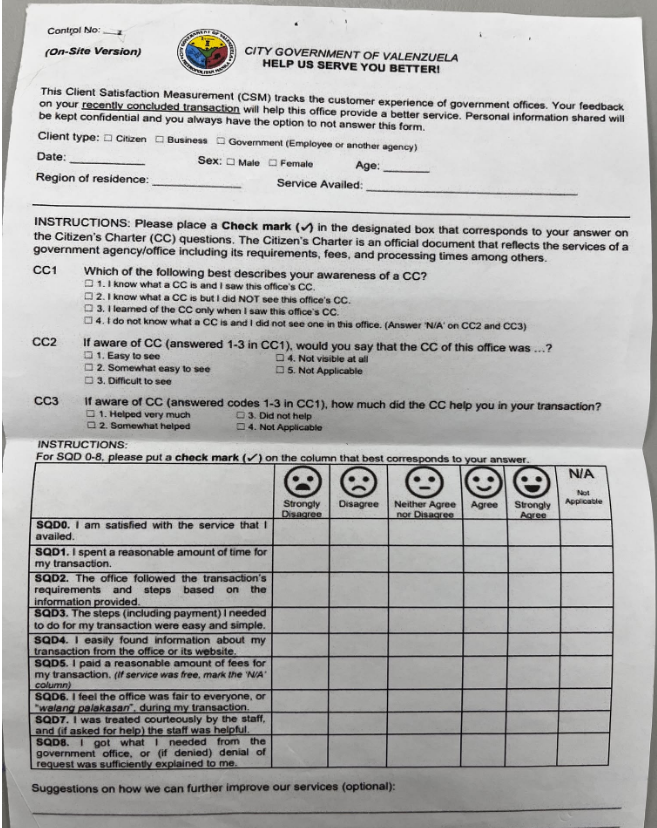 Control No:
(On-Site Version)
CITY GOVERNMENT OF VALENZUELA
HELP US SERVE YOU BETTER!
This Client Satisfaction Measurement (CSM) tracks the customer experience of government offices. Your feedback
on your recently concluded transaction will help this office provide a better service. Personal information shared will
be kept confidential and you always have the option to not answer this form.
Client type: ☐ Citizen ☐ Business ☐ Government (Employee or another agency)
Date: __________ Sex: ☐ Male ☐ Female Age: ______
Region of residence: ____________ Service Availed: ____________________________
INSTRUCTIONS: Please place a Check mark (✓) in the designated box that corresponds to your answer on
the Citizen's Charter (CC) questions. The Citizen's Charter is an official document that reflects the services of a
government agency/office including its requirements, fees, and processing times among others.
CC1 Which of the following best describes your awareness of a CC?
☐ 1. I know what a CC is and I saw this office's CC.
☐ 2. I know what a CC is but I did NOT see this office's CC.
☐ 3. I learned of the CC only when I saw this office's CC.
☐ 4. I do not know what a CC is and I did not see one in this office. (Answer 'N/A' on CC2 and CC3)
CC2 If aware of CC (answered 1-3 in CC1), would you say that the CC of this office was ...?
☐ 1. Easy to see ☐ 4. Not visible at all
☐ 2. Somewhat easy to see ☐ 5. Not Applicable
☐ 3. Difficult to see
CC3 If aware of CC (answered codes 1-3 in CC1), how much did the CC help you in your transaction?
☐ 1. Helped very much ☐ 3. Did not help
☐ 2. Somewhat helped ☐ 4. Not Applicable
INSTRUCTIONS:
For SQD 0-8, please put a check mark (✓) on the column that best corresponds to your answer.
Strongly Disagree
Disagree
Neither Agree nor Disagree
Agree
Strongly Agree
N/A
Not Applicable
SQD0. I am satisfied with the service that I
availed.
SQD1. I spent a reasonable amount of time for
my transaction.
SQD2. The office followed the transaction's
requirements and steps based on the
information provided.
SQD3. The steps (including payment) I needed
to do for my transaction were easy and simple.
SQD4. I easily found information about my
transaction from the office or its website.
SQD5. I paid a reasonable amount of fees for
my transaction. (If service was free, mark the 'N/A'
column)
SQD6. I feel the office was fair to everyone, or
"walang palakasan", during my transaction.
SQD7. I was treated courteously by the staff,
and (if asked for help) the staff was helpful.
SQD8. I got what I needed from the
government office, or (if denied) denial of
request was sufficiently explained to me.
Suggestions on how we can further improve our services (optional):